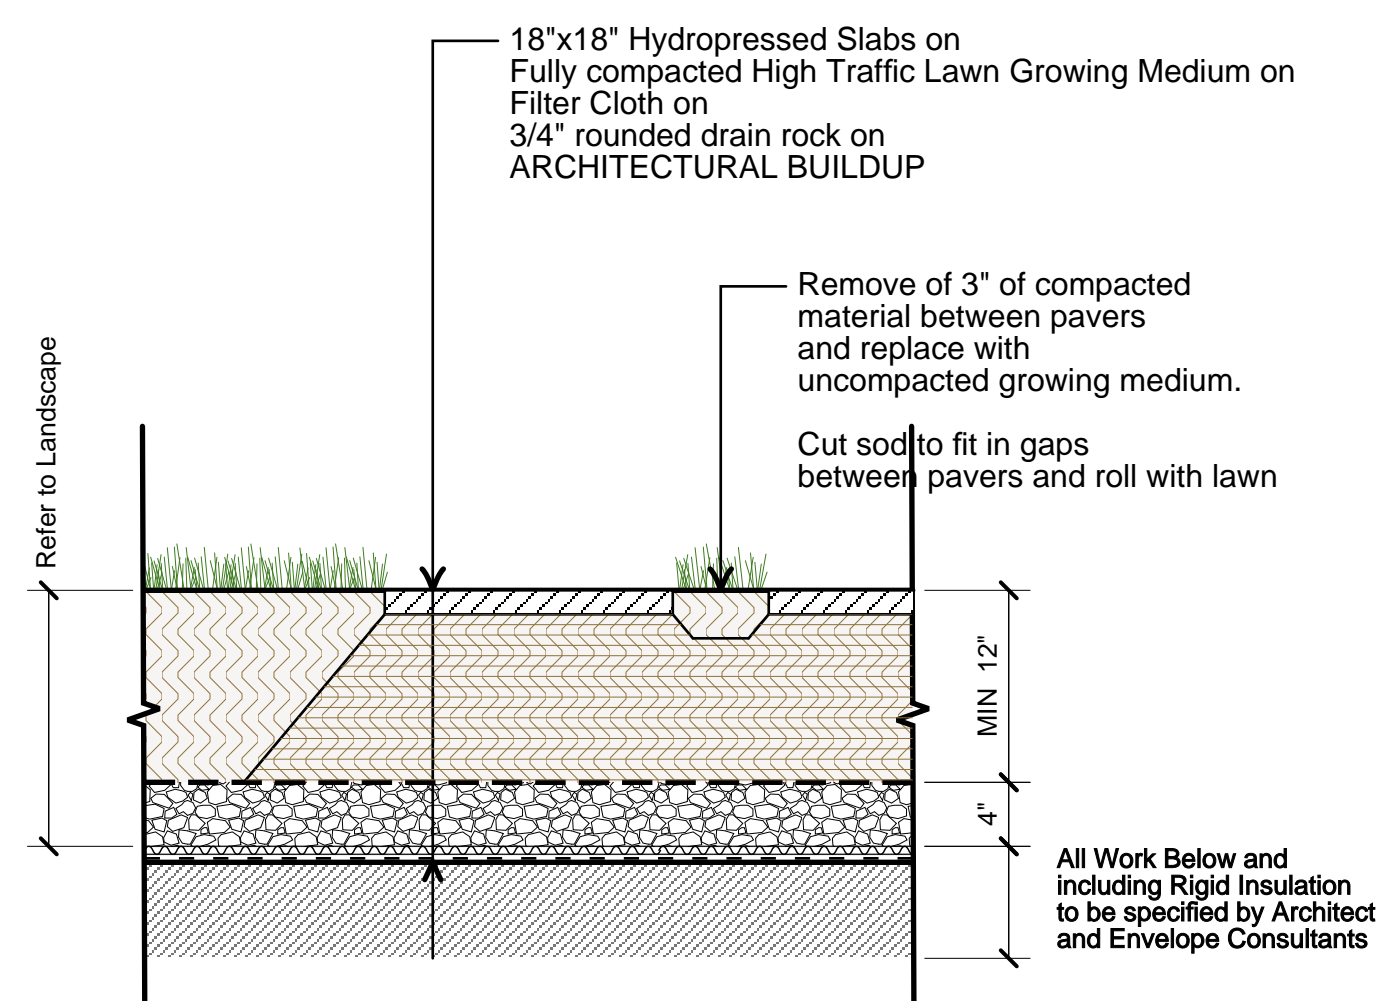 18"x18" Hydropressed Slabs on
Fully compacted High Traffic Lawn Growing Medium on
Filter Cloth on
3/4" rounded drain rock on
ARCHITECTURAL BUILDUP
Remove of 3" of compacted
material between pavers
and replace with
uncompacted growing medium.
Cut sod to fit in gaps
between pavers and roll with lawn
Refer to Landscape
MIN 12"
4"
All Work Below and
including Rigid Insulation
to be specified by Architect
and Envelope Consultants